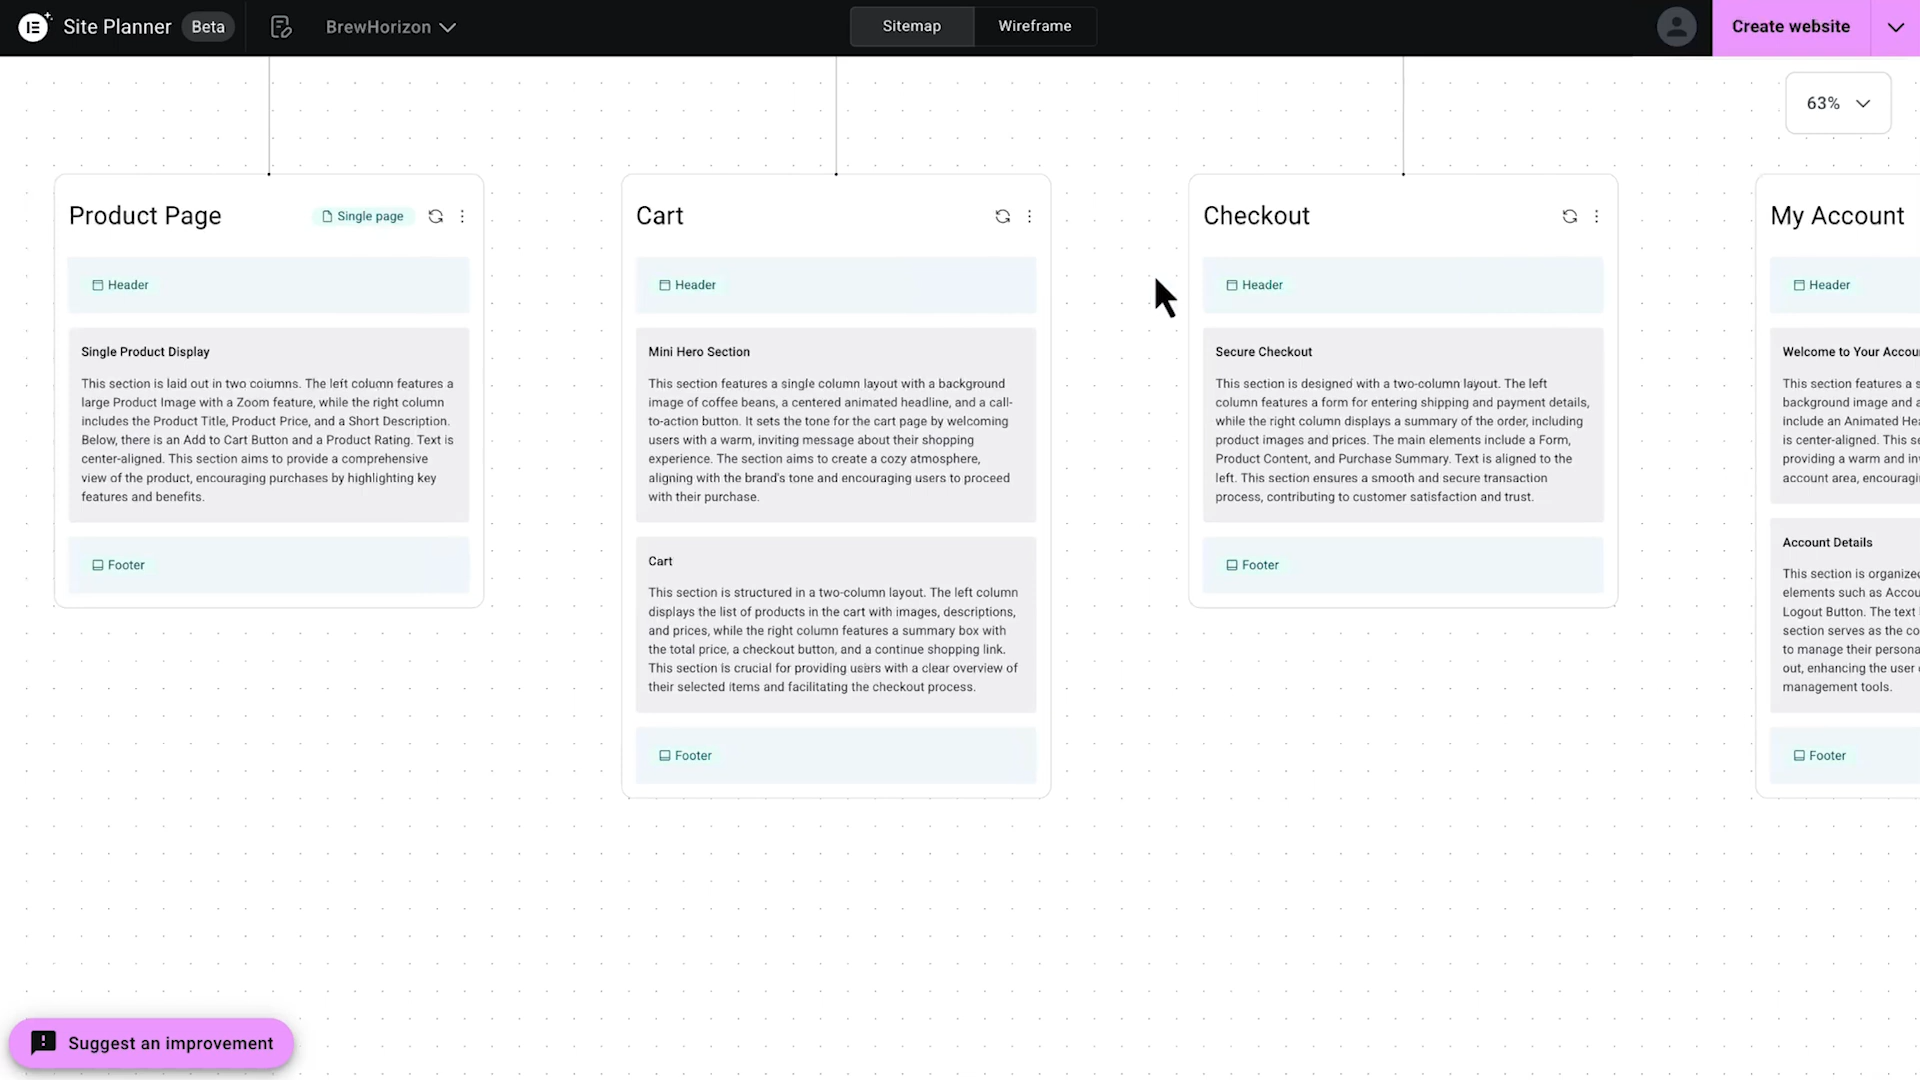 Site Planner Beta BrewHorizon Sitemap Wireframe Create website
63%
Product Page Single page
Header
Single Product Display
This section is laid out in two columns. The left column features a
large Product Image with a Zoom feature, while the right column
includes the Product Title, Product Price, and a Short Description.
Below, there is an Add to Cart Button and a Product Rating. Text is
center-aligned. This section aims to provide a comprehensive
view of the product, encouraging purchases by highlighting key
features and benefits.
Footer
Cart
Header
Mini Hero Section
This section features a single column layout with a background
image of coffee beans, a centered animated headline, and a call-
to-action button. It sets the tone for the cart page by welcoming
users with a warm, inviting message about their shopping
experience. The section aims to create a cozy atmosphere,
aligning with the brand's tone and encouraging users to proceed
with their purchase.
Cart
This section is structured in a two-column layout. The left column
displays the list of products in the cart with images, descriptions,
and prices, while the right column features a summary box with
the total price, a checkout button, and a continue shopping link.
This section is crucial for providing users with a clear overview of
their selected items and facilitating the checkout process.
Footer
Checkout
Header
Secure Checkout
This section is designed with a two-column layout. The left
column features a form for entering shipping and payment details,
while the right column displays a summary of the order, including
product images and prices. The main elements include a Form,
Product Content, and Purchase Summary. Text is aligned to the
left. This section ensures a smooth and secure transaction
process, contributing to customer satisfaction and trust.
Footer
My Account
Header
Welcome to Your Accou
This section features a s
background image and a
include an Animated Hea
is center-aligned. This se
providing a warm and inv
account area, encouragin
Account Details
This section is organized
elements such as Accou
Logout Button. The text
section serves as the co
to manage their persona
out, enhancing the user
management tools.
Footer
Suggest an improvement